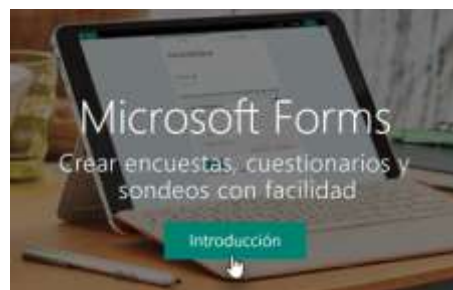 Microsoft Forms
Crear encuestas, cuestionarios y
sondeos con facilidad
Introducción